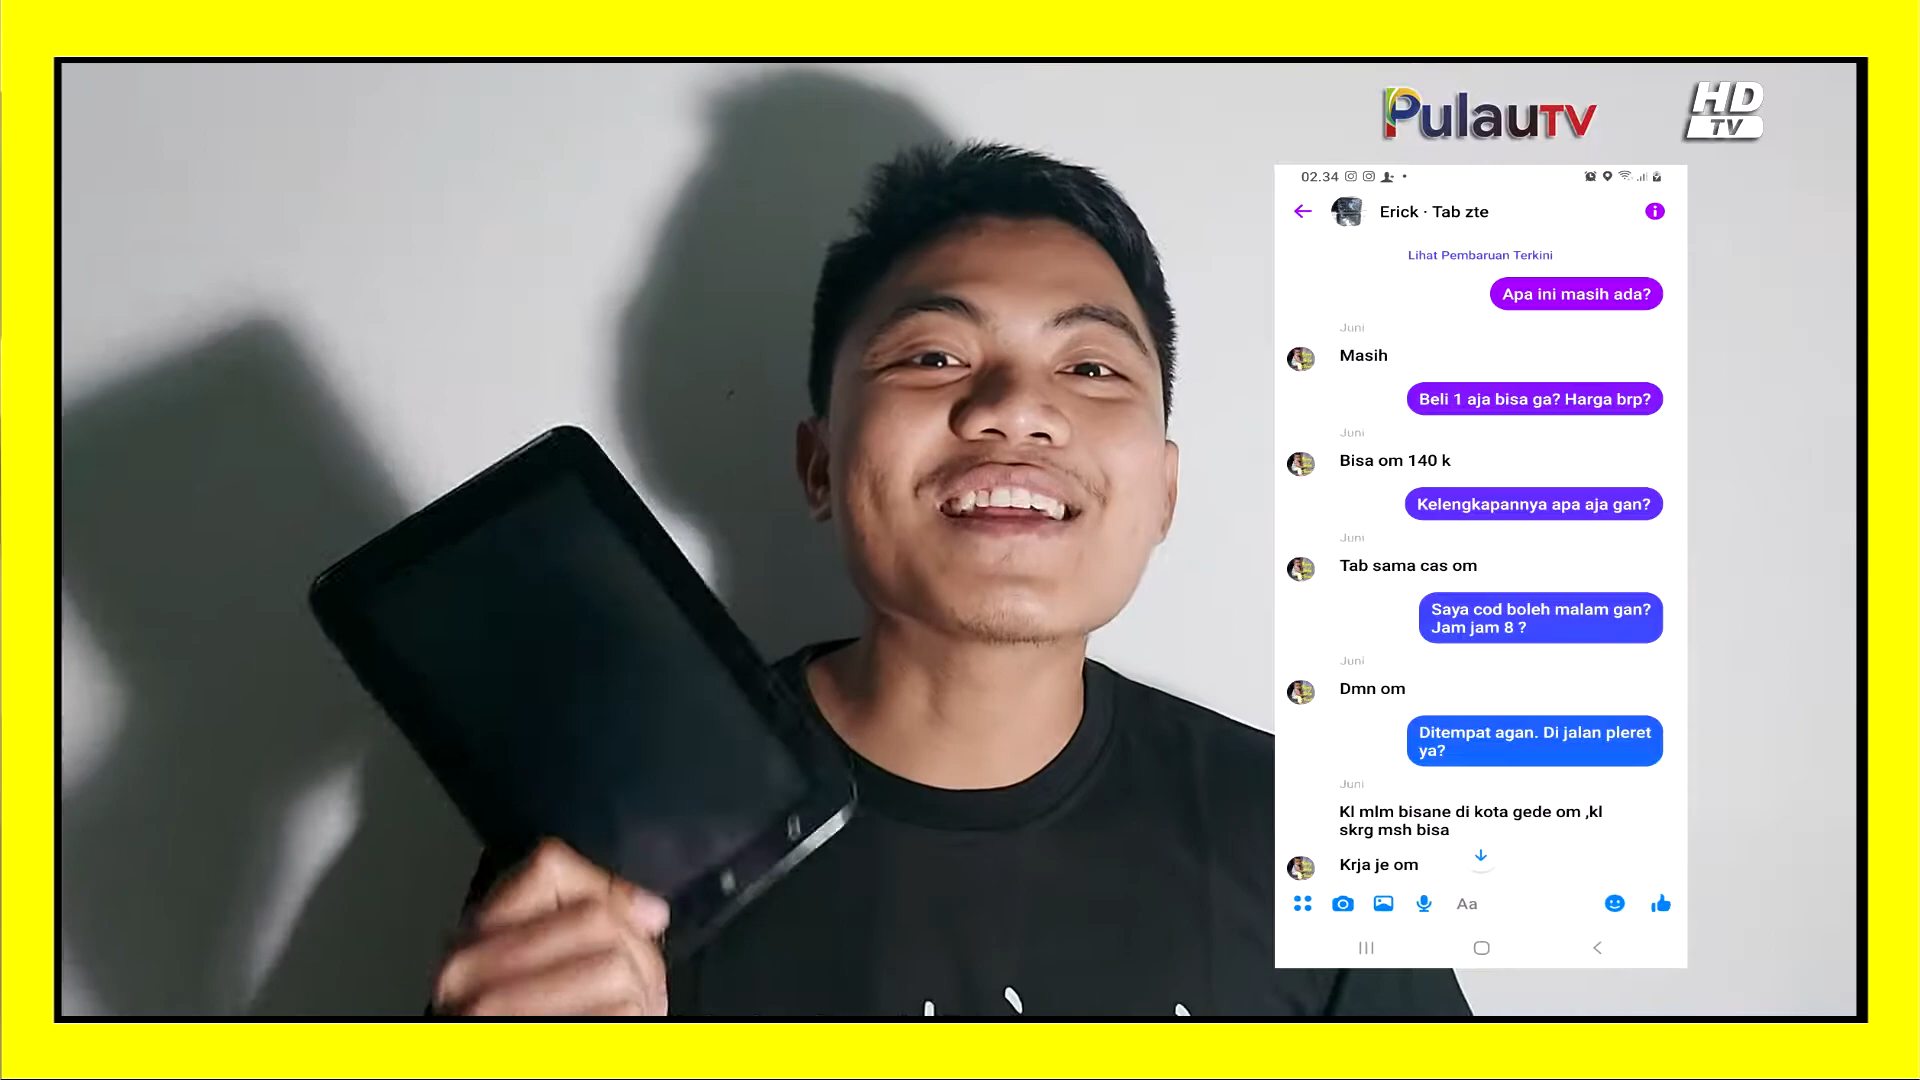 PulauTV
HD
TV
02.34
Erick · Tab zte
Lihat Pembaruan Terkini
Apa ini masih ada?
Juni
Masih
Beli 1 aja bisa ga? Harga brp?
Juni
Bisa om 140 k
Kelengkapannya apa aja gan?
Juni
Tab sama cas om
Saya cod boleh malam gan?
Jam jam 8 ?
Juni
Dmn om
Ditempat agan. Di jalan pleret
ya?
Juni
Kl mlm bisane di kota gede om ,kl
skrg msh bisa
Krja je om
Aa